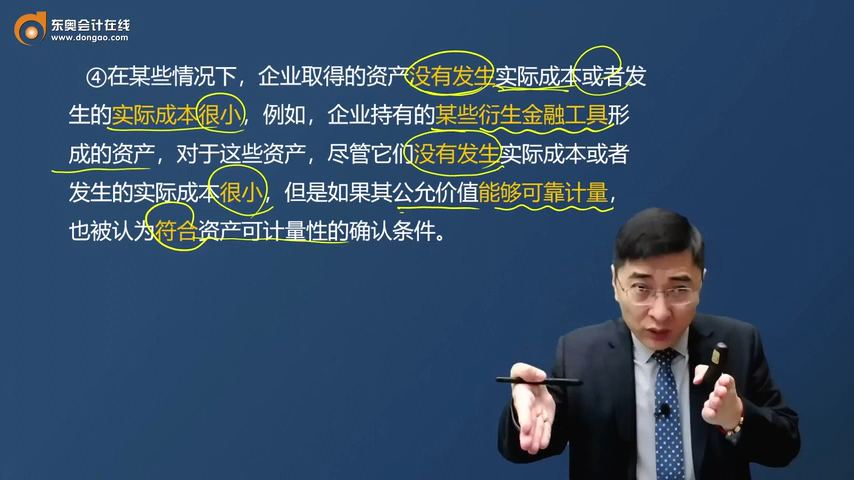 东奥会计在线
www.dongao.com
④在某些情况下，企业取得的资产没有发生实际成本或者发
生的实际成本很小，例如，企业持有的某些衍生金融工具形
成的资产，对于这些资产，尽管它们没有发生实际成本或者
发生的实际成本很小，但是如果其公允价值能够可靠计量，
也被认为符合资产可计量性的确认条件。